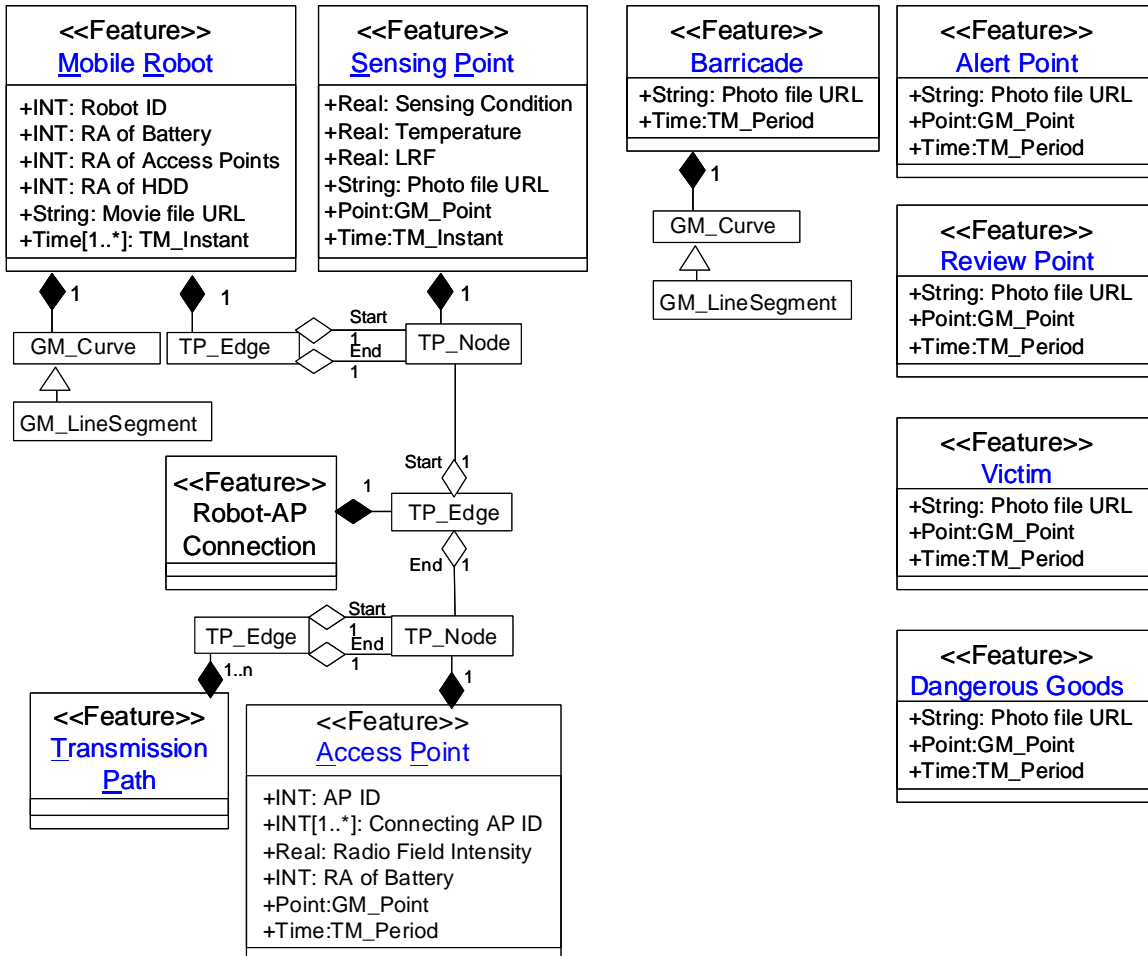 <<Feature>>
Mobile Robot
+INT: Robot ID
+INT: RA of Battery
+INT: RA of Access Points
+INT: RA of HDD
+String: Movie file URL
+Time[1..*]: TM_Instant
<<Feature>>
Sensing Point
+Real: Sensing Condition
+Real: Temperature
+Real: LRF
+String: Photo file URL
+Point:GM_Point
+Time:TM_Instant
<<Feature>>
Barricade
+String: Photo file URL
+Time:TM_Period
1
GM_Curve
GM_LineSegment
<<Feature>>
Alert Point
+String: Photo file URL
+Point:GM_Point
+Time:TM_Period
<<Feature>>
Review Point
+String: Photo file URL
+Point:GM_Point
+Time:TM_Period
<<Feature>>
Victim
+String: Photo file URL
+Point:GM_Point
+Time:TM_Period
<<Feature>>
Dangerous Goods
+String: Photo file URL
+Point:GM_Point
+Time:TM_Period
1
1
1
GM_Curve
TP_Edge
Start
1
End
1
TP_Node
GM_LineSegment
Start
1
<<Feature>>
Robot-AP
Connection
1
TP_Edge
End
1
TP_Edge
Start
1
End
1
TP_Node
1..n
1
<<Feature>>
Transmission
Path
<<Feature>>
Access Point
+INT: AP ID
+INT[1..*]: Connecting AP ID
+Real: Radio Field Intensity
+INT: RA of Battery
+Point:GM_Point
+Time:TM_Period